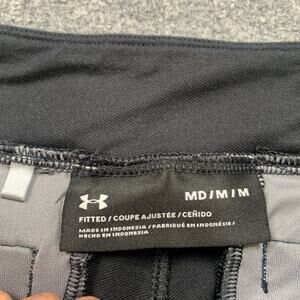 MD / M / M
FITTED / COUPE AJUSTÉE / CEÑIDO
MADE IN INDONESIA / FABRIQUÉ EN INDONÉSIE /
HECHO EN INDONESIA